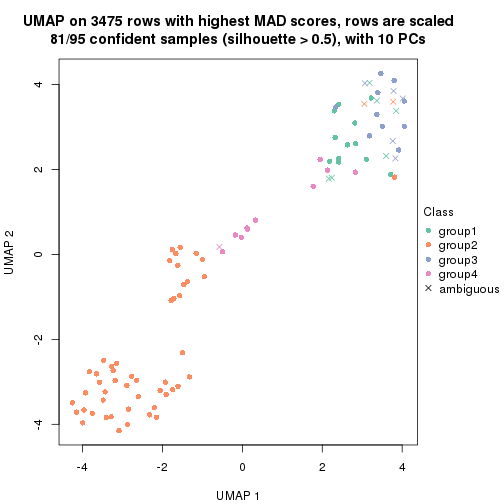 UMAP on 3475 rows with highest MAD scores, rows are scaled
81/95 confident samples (silhouette > 0.5), with 10 PCs
4
2
0
-2
-4
UMAP 2
-4
-2
0
2
4
UMAP 1
Class
group1
group2
group3
group4
ambiguous